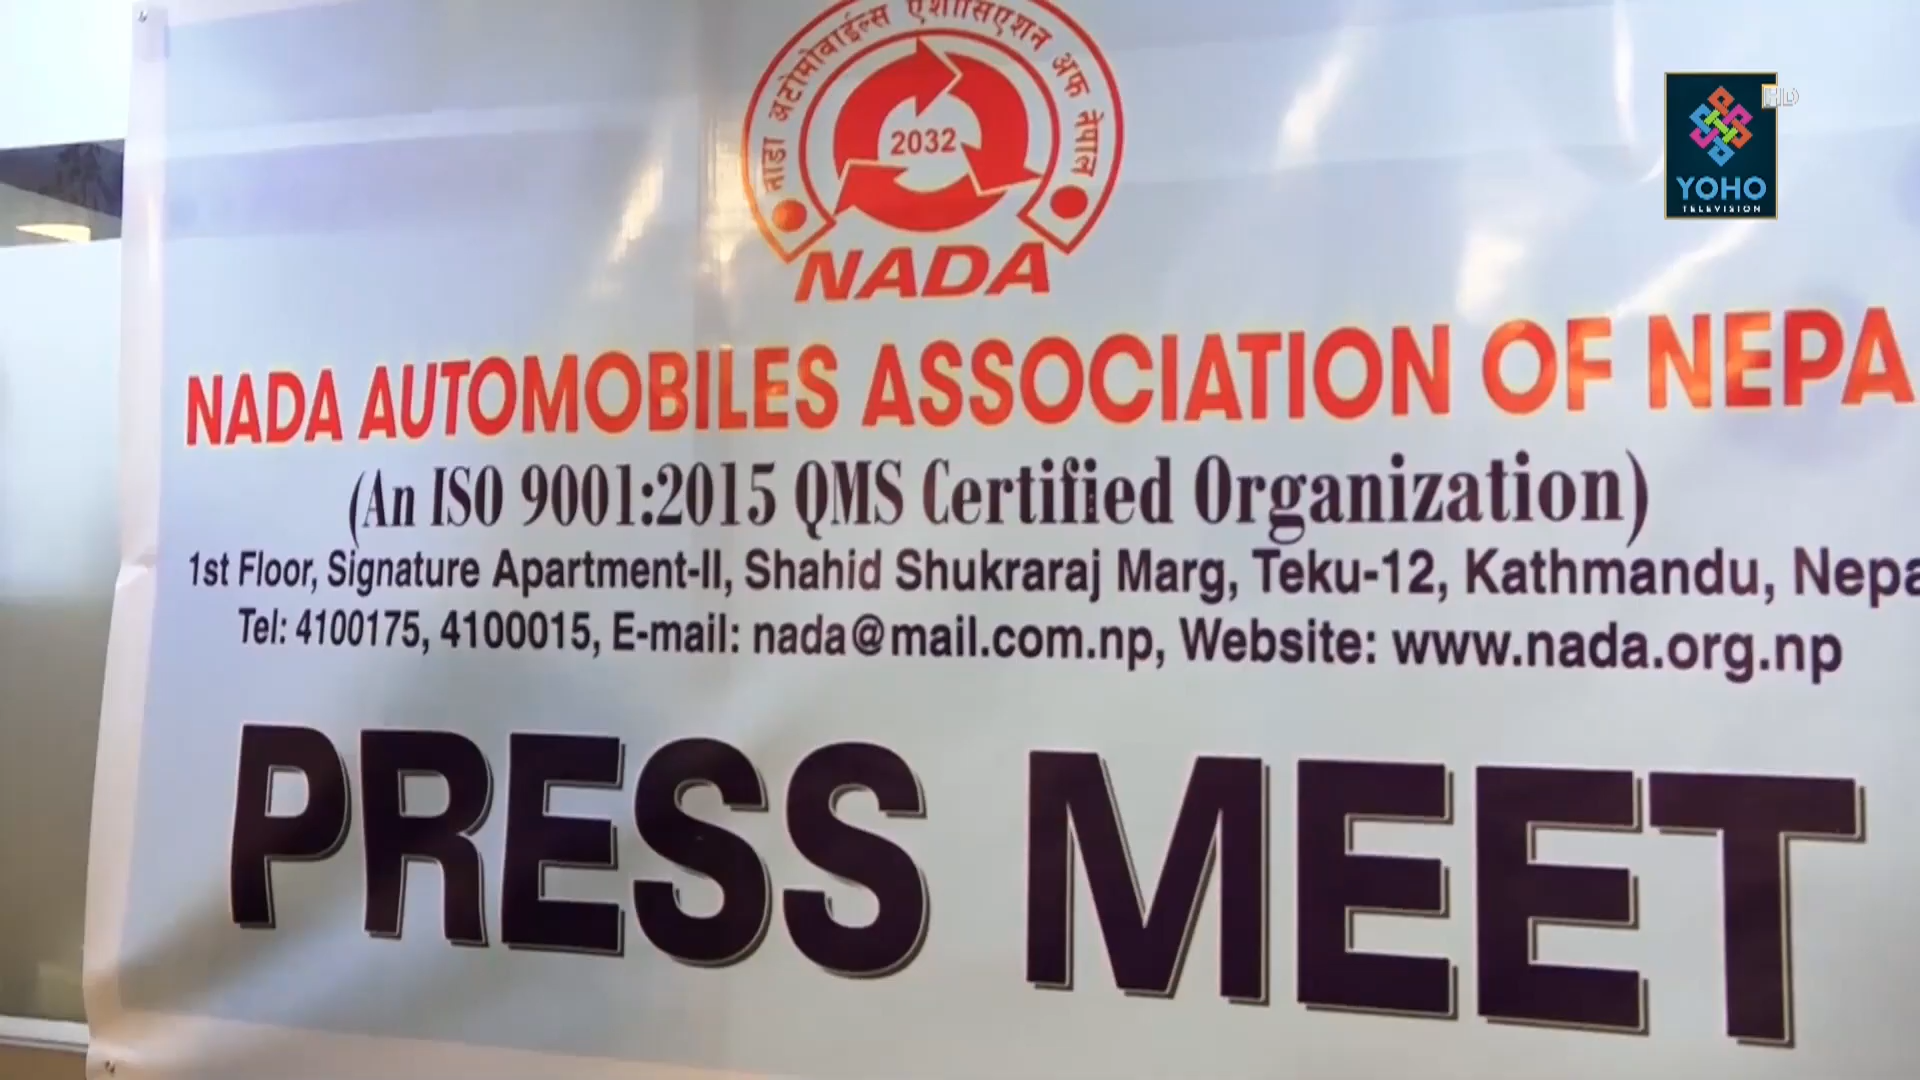 नाडा अटोमोवाईल्स एशोसिएशन अफ नेपाल
2032
NADA
HD
YOHO
TELEVISION
NADA AUTOMOBILES ASSOCIATION OF NEPA
(An ISO 9001:2015 QMS Certified Organization)
1st Floor, Signature Apartment-II, Shahid Shukraraj Marg, Teku-12, Kathmandu, Nepa
Tel: 4100175, 4100015, E-mail: nada@mail.com.np, Website: www.nada.org.np
PRESS MEET